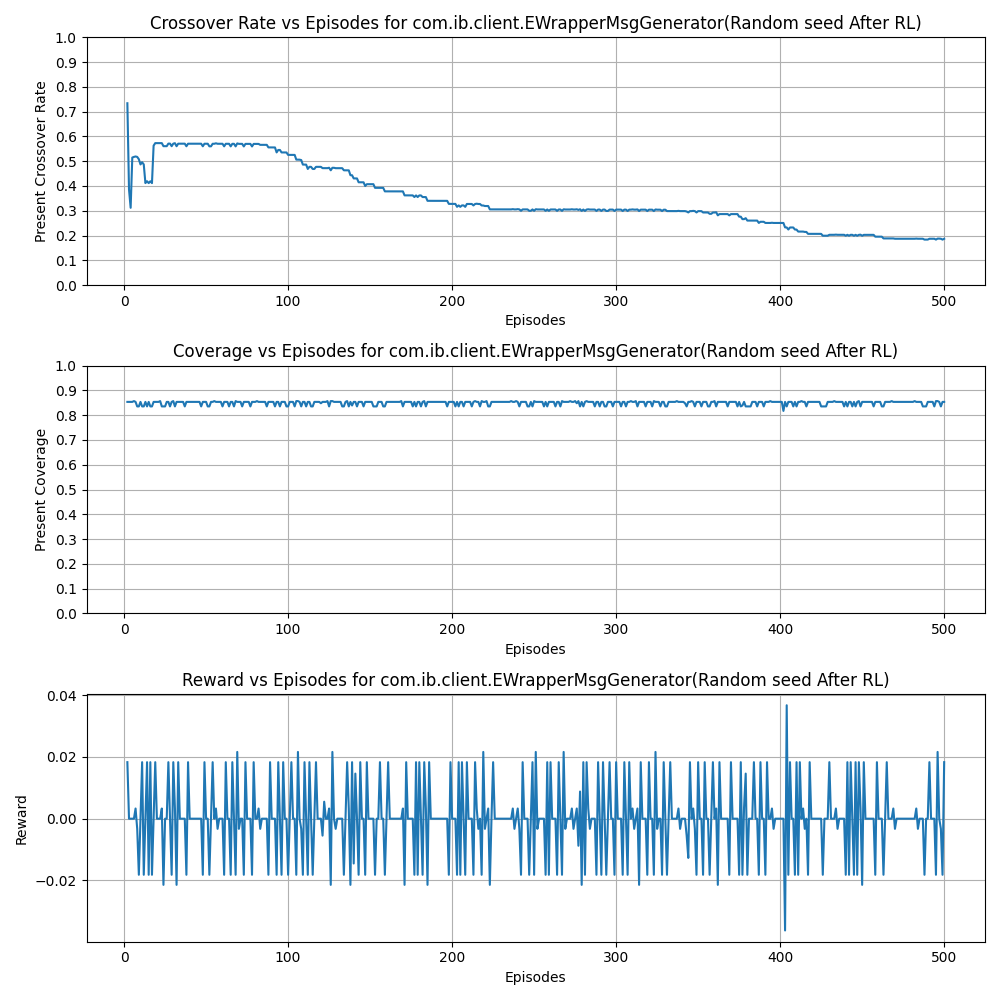 Crossover Rate vs Episodes for com.ib.client.EWrapperMsgGenerator(Random seed After RL)
1.0
0.9
0.8
0.7
0.6
0.5
0.4
0.3
0.2
0.1
0.0
Present Crossover Rate
0 100 200 300 400 500
Episodes
Coverage vs Episodes for com.ib.client.EWrapperMsgGenerator(Random seed After RL)
1.0
0.9
0.8
0.7
0.6
0.5
0.4
0.3
0.2
0.1
0.0
Present Coverage
0 100 200 300 400 500
Episodes
Reward vs Episodes for com.ib.client.EWrapperMsgGenerator(Random seed After RL)
0.04
0.02
0.00
−0.02
Reward
0 100 200 300 400 500
Episodes